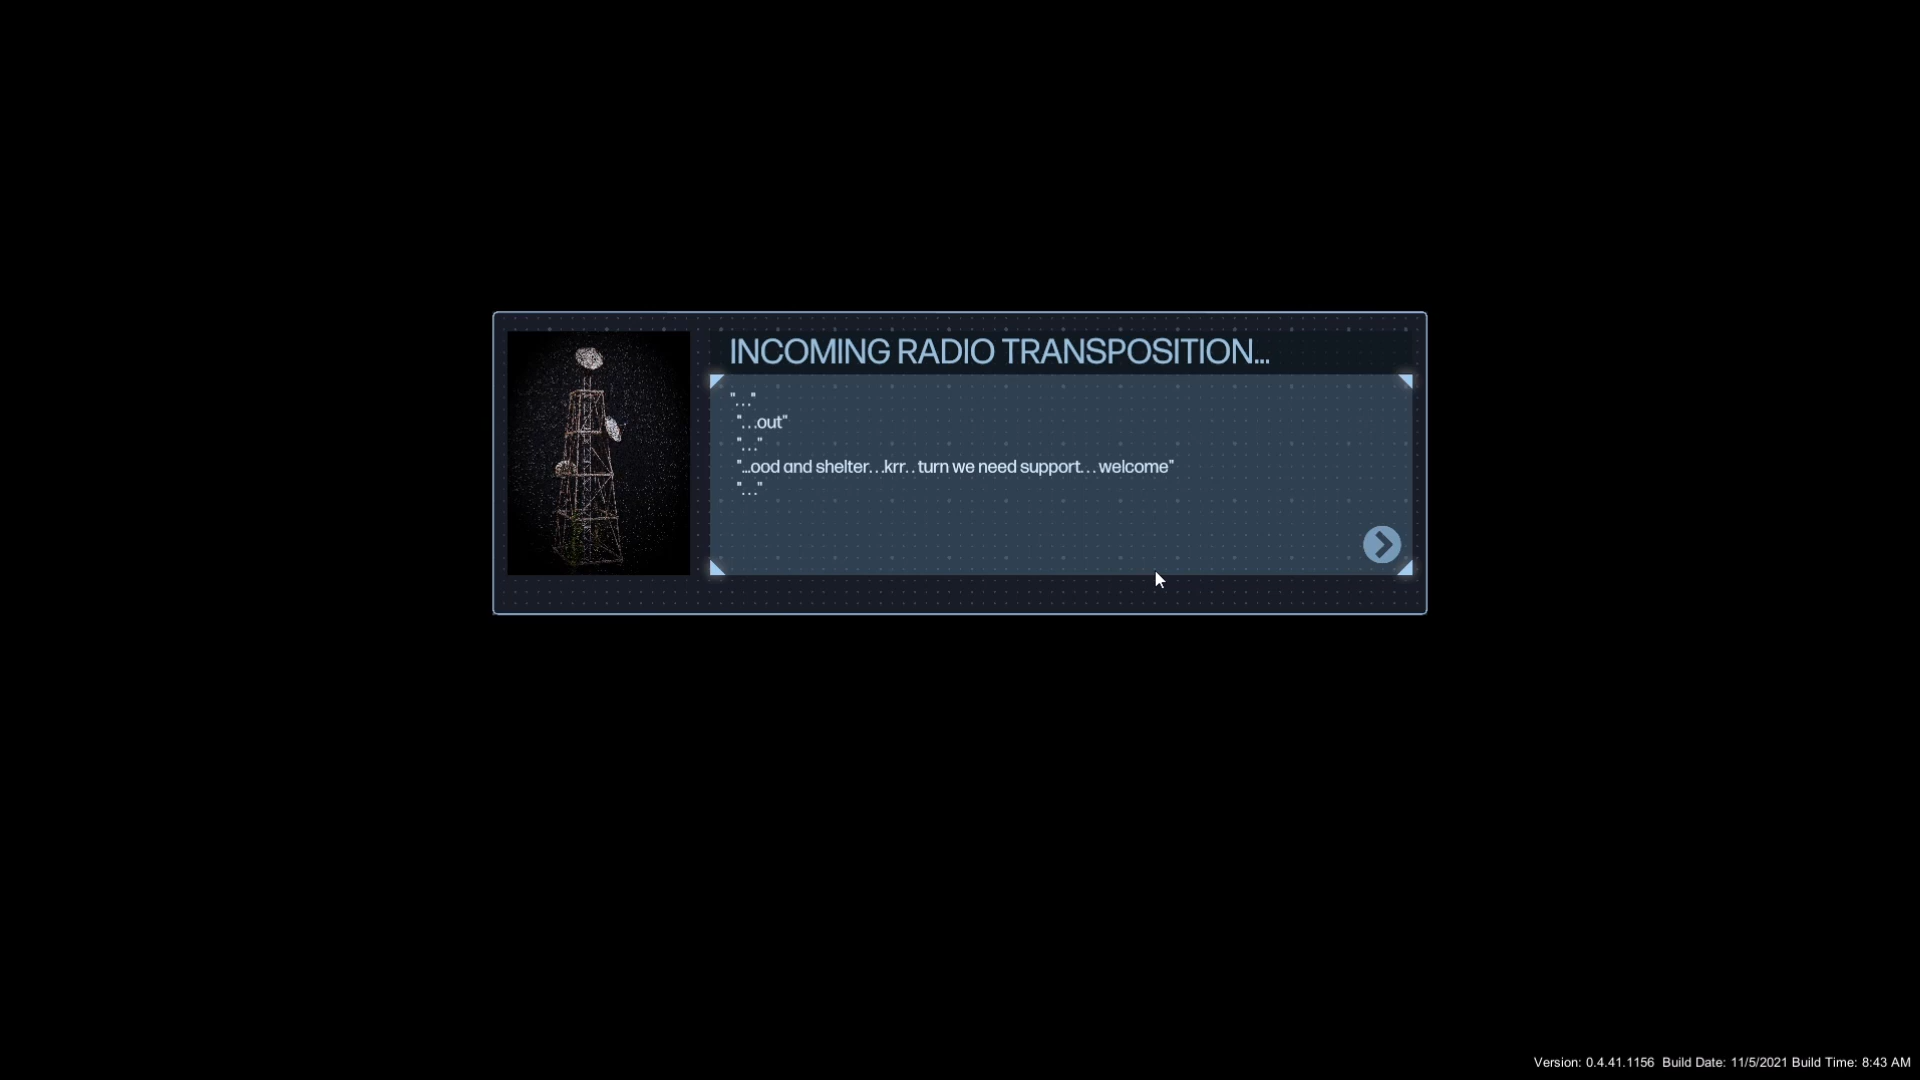 INCOMING RADIO TRANSPOSITION...
"..."
"...out"
"..."
"...ood and shelter...krr..turn we need support...welcome"
"..."
Version: 0.4.41.1156 Build Date: 11/5/2021 Build Time: 8:43 AM